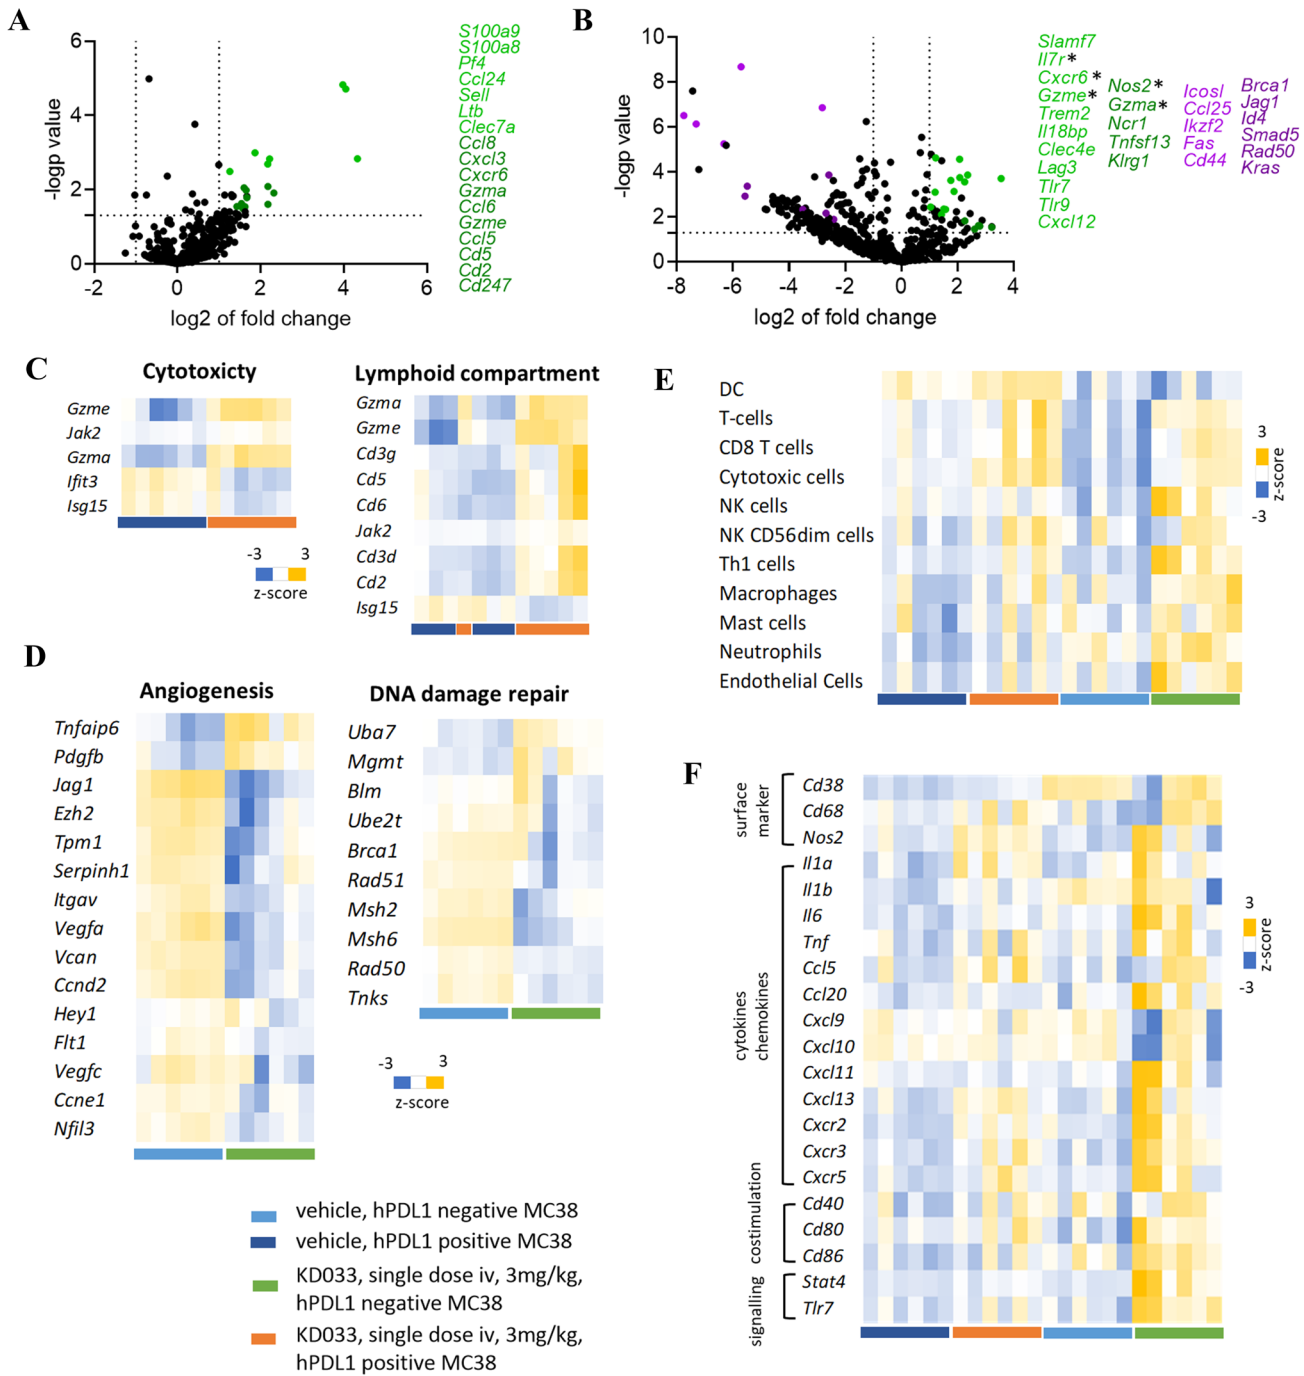 A
6
4
2
0
-2
0
2
4
6
-logp value
log2 of fold change
S100a9
S100a8
Pf4
Ccl24
Sell
Ltb
Clec7a
Ccl8
Cxcl3
Cxcr6
Gzma
Ccl6
Gzme
Ccl5
Cd5
Cd2
Cd247
B
10
8
6
4
2
0
-8
-6
-4
-2
0
2
4
-logp value
log2 of fold change
Slamf7
Il7r*
Cxcr6*
Gzme*
Trem2
Il18bp
Clec4e
Lag3
Tlr7
Tlr9
Cxcl12
Nos2*
Gzma*
Ncr1
Tnfsf13
Klrg1
Icosl
Ccl25
Ikzf2
Fas
Cd44
Brca1
Jag1
Id4
Smad5
Rad50
Kras
C
Cytotoxicty
Gzme
Jak2
Gzma
Ifit3
Isg15
-3 3
z-score
Lymphoid compartment
Gzma
Gzme
Cd3g
Cd5
Cd6
Jak2
Cd3d
Cd2
Isg15
D
Angiogenesis
Tnfaip6
Pdgfb
Jag1
Ezh2
Tpm1
Serpinh1
Itgav
Vegfa
Vcan
Ccnd2
Hey1
Flt1
Vegfc
Ccne1
Nfil3
DNA damage repair
Uba7
Mgmt
Blm
Ube2t
Brca1
Rad51
Msh2
Msh6
Rad50
Tnks
-3 3
z-score
vehicle, hPDL1 negative MC38
vehicle, hPDL1 positive MC38
KD033, single dose iv, 3mg/kg,
hPDL1 negative MC38
KD033, single dose iv, 3mg/kg,
hPDL1 positive MC38
E
DC
T-cells
CD8 T cells
Cytotoxic cells
NK cells
NK CD56dim cells
Th1 cells
Macrophages
Mast cells
Neutrophils
Endothelial Cells
3
z-score
-3
F
surface
marker
Cd38
Cd68
Nos2
cytokines
chemokines
Il1a
Il1b
Il6
Tnf
Ccl5
Ccl20
Cxcl9
Cxcl10
Cxcl11
Cxcl13
Cxcr2
Cxcr3
Cxcr5
costimulation
Cd40
Cd80
Cd86
signalling
Stat4
Tlr7
3
z-score
-3